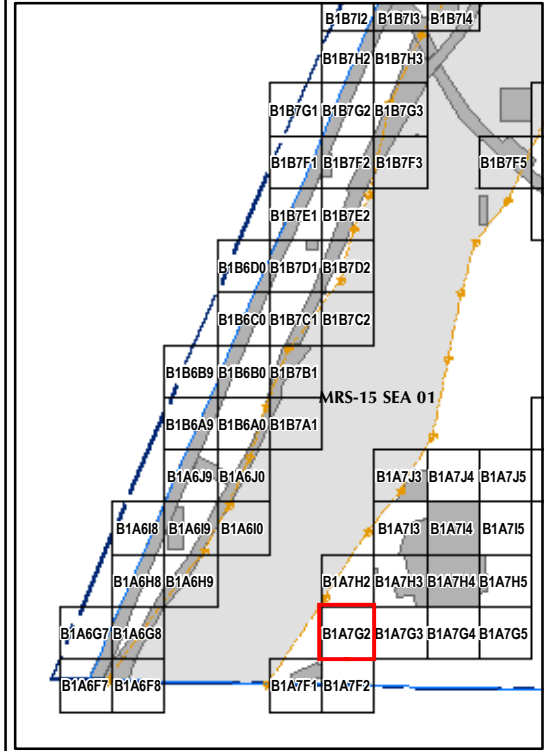 B1B7I2 B1B7I3 B1B7I4
B1B7H2 B1B7H3
B1B7G1 B1B7G2 B1B7G3
B1B7F1 B1B7F2 B1B7F3 B1B7F5
B1B7E1 B1B7E2
B1B6D0 B1B7D1 B1B7D2
B1B6C0 B1B7C1 B1B7C2
B1B6B9 B1B6B0 B1B7B1
MRS-15 SEA 01
B1B6A9 B1B6A0 B1B7A1
B1A6J9 B1A6J0 B1A7J3 B1A7J4 B1A7J5
B1A6I8 B1A6I9 B1A6I0 B1A7I3 B1A7I4 B1A7I5
B1A6H8 B1A6H9 B1A7H2 B1A7H3 B1A7H4 B1A7H5
B1A6G7 B1A6G8 B1A7G2 B1A7G3 B1A7G4 B1A7G5
B1A6F7 B1A6F8 B1A7F1 B1A7F2